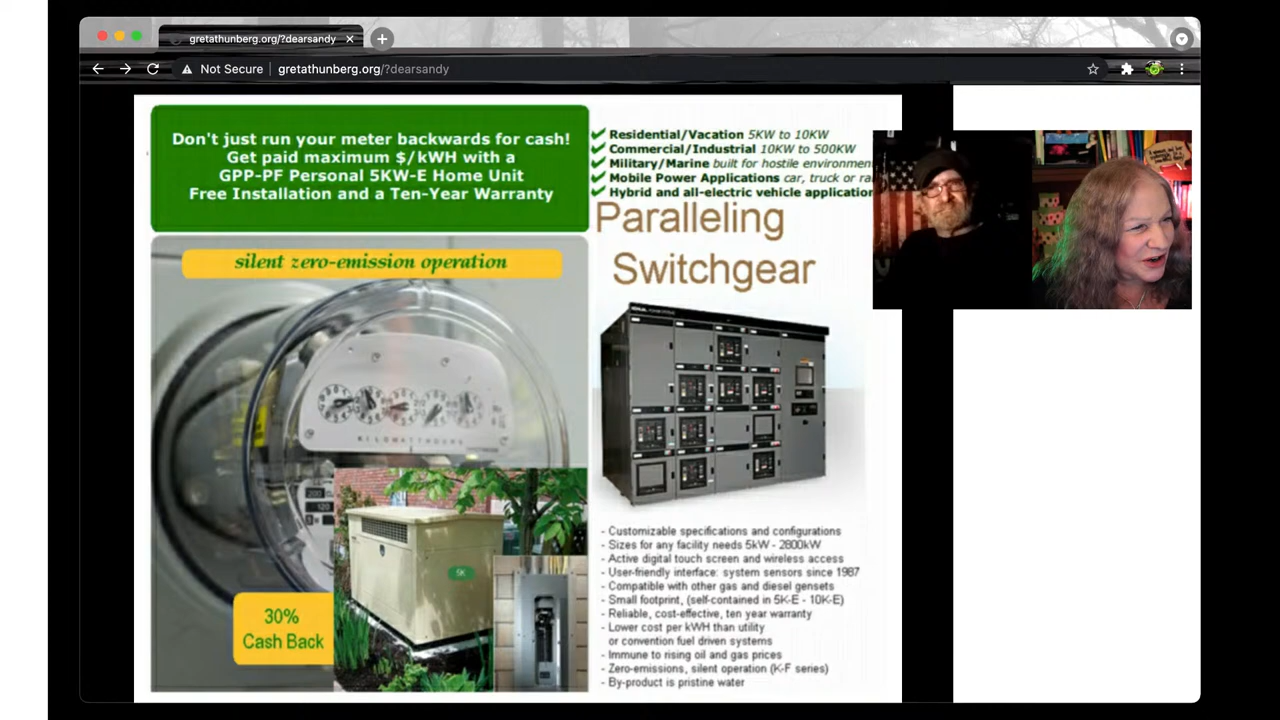 gretathunberg.org/?dearsandy
Not Secure
gretathunberg.org/?dearsandy
Don't just run your meter backwards for cash!
Get paid maximum $/kWH with a
GPP-PF Personal 5KW-E Home Unit
Free Installation and a Ten-Year Warranty
silent zero-emission operation
KILOWATTHOURS
30%
Cash Back
5K
Residential/Vacation 5KW to 10KW
Commercial/Industrial 10KW to 500KW
Military/Marine built for hostile environmen
Mobile Power Applications car, truck or ra
Hybrid and all-electric vehicle application
Paralleling
Switchgear
- Customizable specifications and configurations
- Sizes for any facility needs 5kW - 2800kW
- Active digital touch screen and wireless access
- User-friendly interface: system sensors since 1987
- Compatible with other gas and diesel gensets
- Small footprint, (self-contained in 5K-E - 10K-E)
- Reliable, cost-effective, ten year warranty
- Lower cost per kWH than utility
or convention fuel driven systems
- Immune to rising oil and gas prices
- Zero-emissions, silent operation (K-F series)
- By-product is pristine water